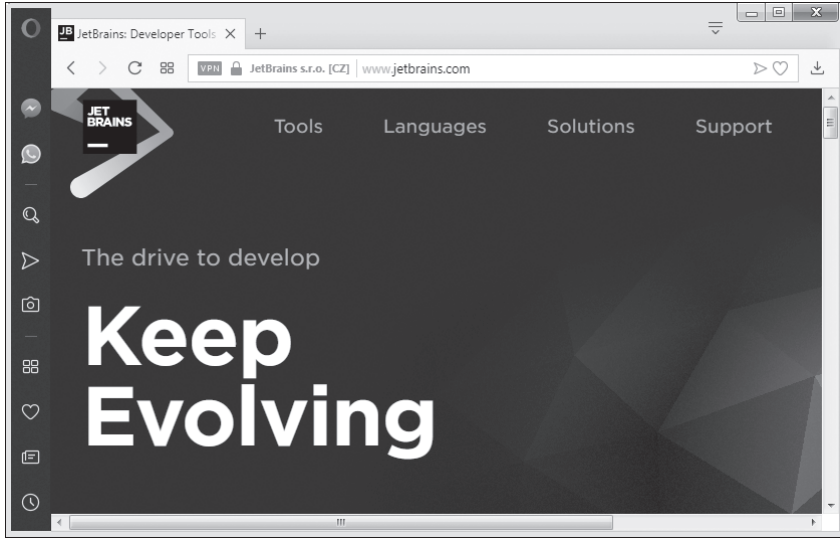 JB JetBrains: Developer Tools
VPN JetBrains s.r.o. [CZ] www.jetbrains.com
JET
BRAINS
Tools Languages Solutions Support
The drive to develop
Keep
Evolving